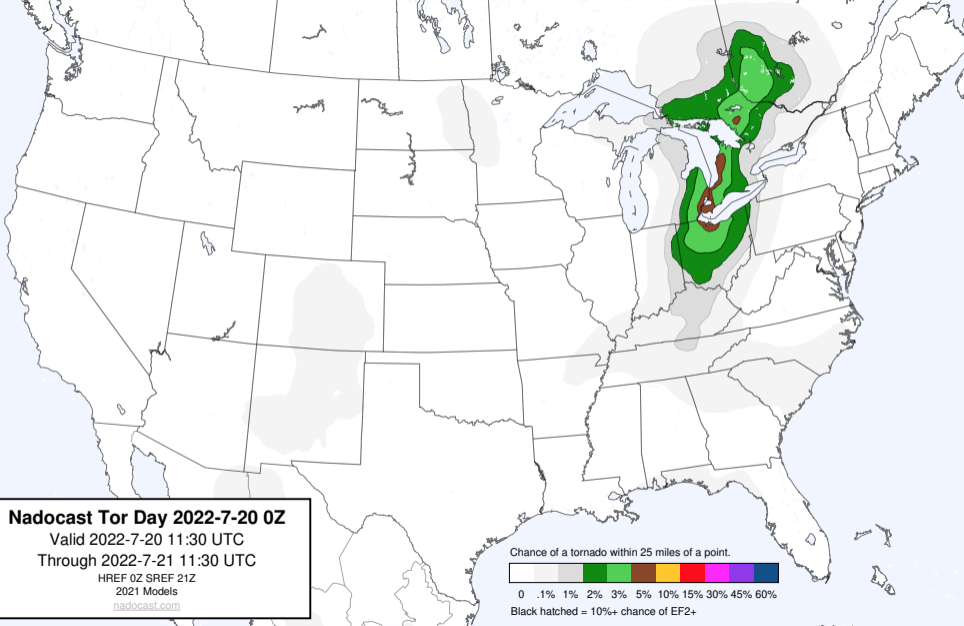 Nadocast Tor Day 2022-7-20 0Z
Valid 2022-7-20 11:30 UTC
Through 2022-7-21 11:30 UTC
HREF 0Z SREF 21Z
2021 Models
nadocast.com
Chance of a tornado within 25 miles of a point.
0 .1% 1% 2% 3% 5% 10% 15% 30% 45% 60%
Black hatched = 10%+ chance of EF2+